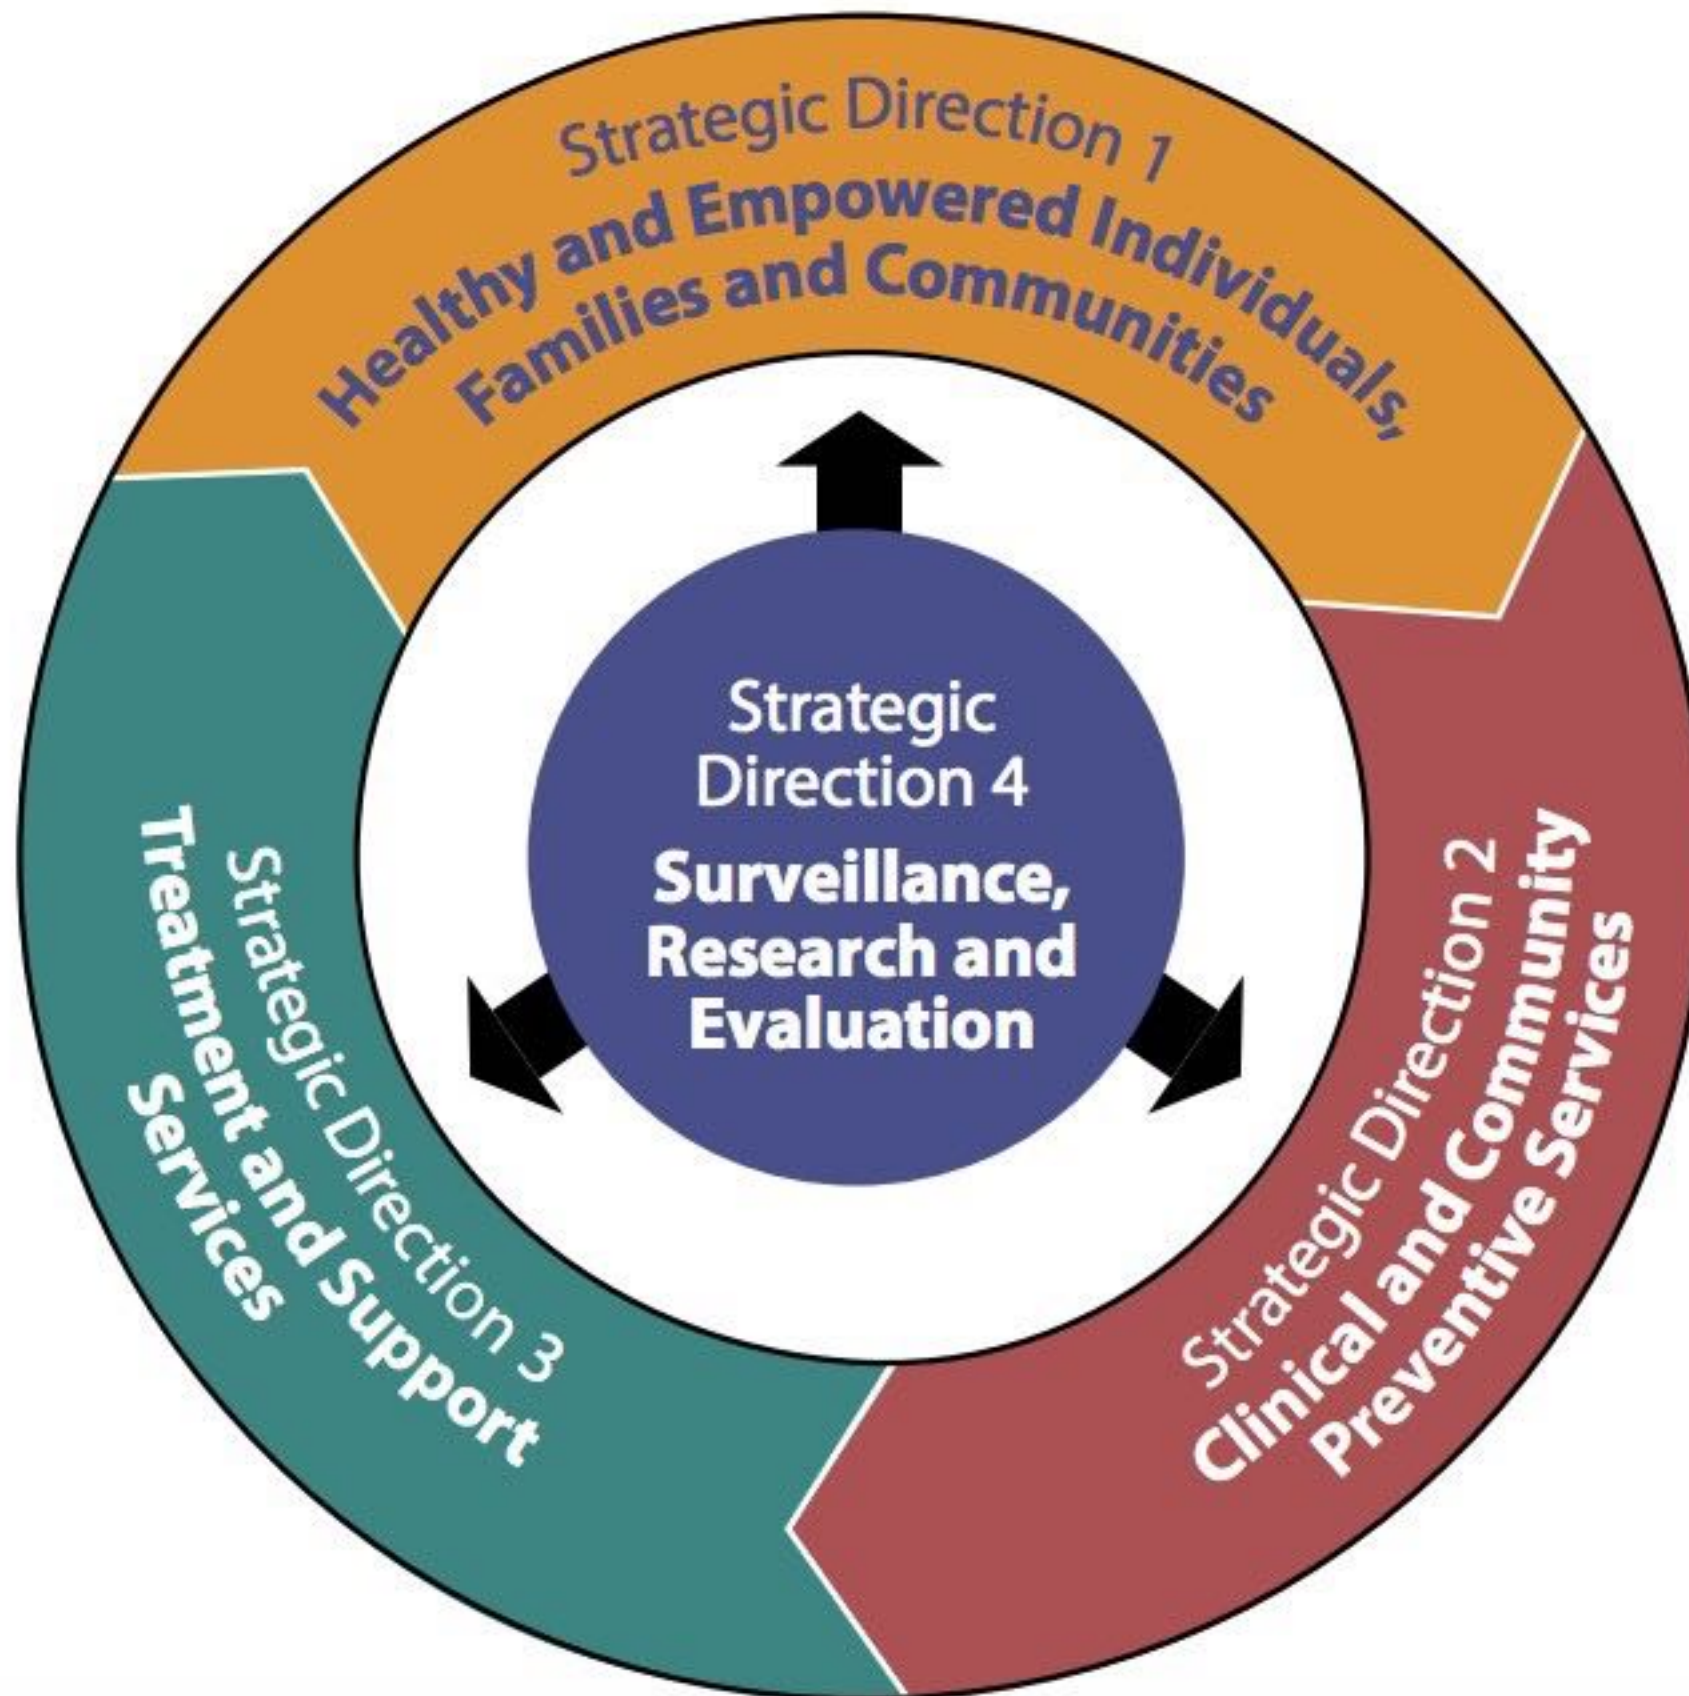 Strategic Direction 1
Healthy and Empowered Individuals,
Families and Communities
Strategic Direction 2
Clinical and Community
Preventive Services
Strategic Direction 3
Treatment and Support
Services
Strategic
Direction 4
Surveillance,
Research and
Evaluation